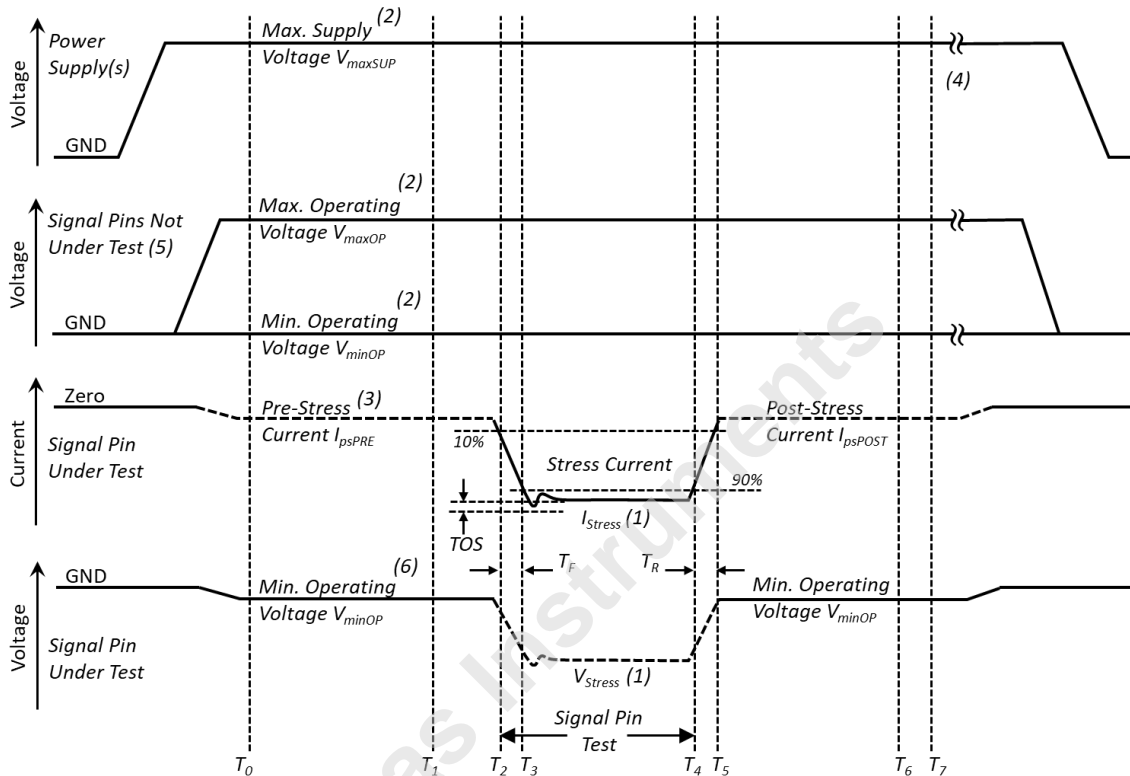 Voltage
Power
Supply(s)
GND
Max. Supply (2)
Voltage VmaxSUP
(4)
Voltage
Signal Pins Not
Under Test (5)
GND
Max. Operating (2)
Voltage VmaxOP
Min. Operating (2)
Voltage VminOP
Current
Zero
Signal Pin
Under Test
Pre-Stress (3)
Current IpsPRE
10%
Stress Current
90%
IStress (1)
TOS
Post-Stress
Current IpsPOST
Voltage
GND
Signal Pin
Under Test
Min. Operating (6)
Voltage VminOP
TF
TR
Min. Operating
Voltage VminOP
VStress (1)
Signal Pin
Test
T0 T1 T2 T3 T4 T5 T6 T7
as Instruments